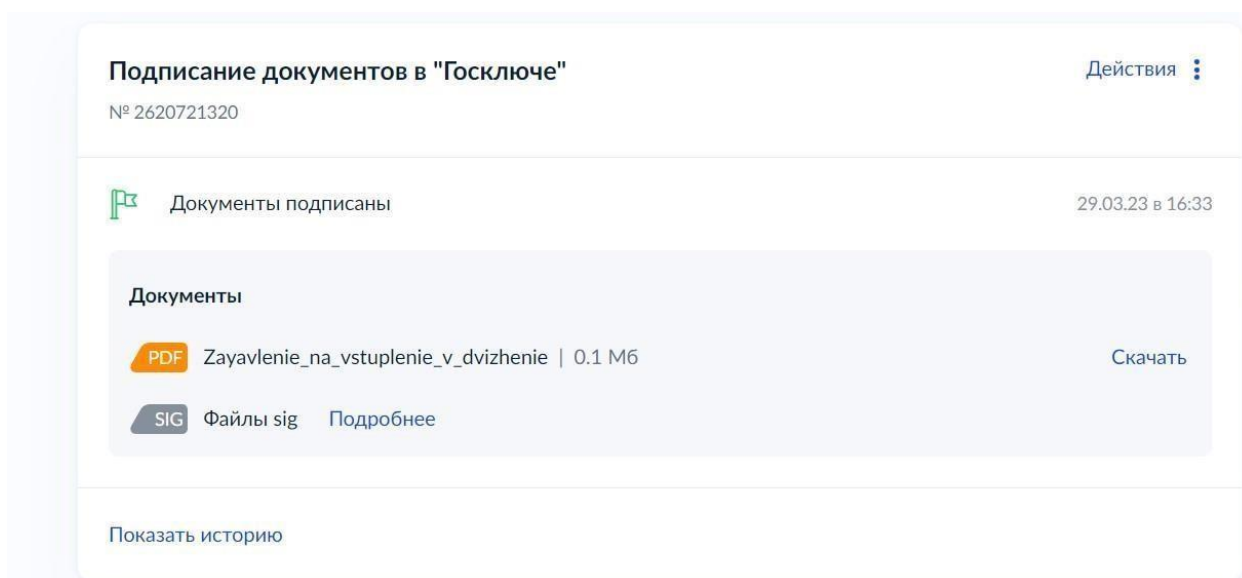 Подписание документов в "Госключе"
Действия
№ 2620721320
Документы подписаны
29.03.23 в 16:33
Документы
PDF Zayavlenie_na_vstuplenie_v_dvizhenie | 0.1 Мб
Скачать
SIG Файлы sig Подробнее
Показать историю